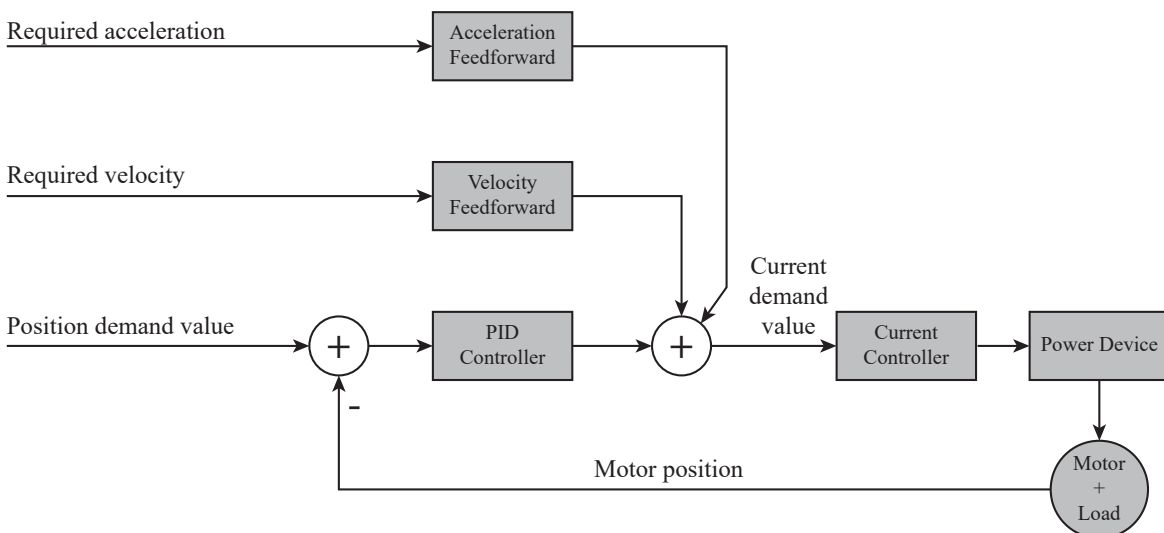 Required acceleration
Acceleration
Feedforward
Required velocity
Velocity
Feedforward
Position demand value
+
PID
Controller
+
Current
demand
value
Current
Controller
Power Device
-
Motor position
Motor
+
Load